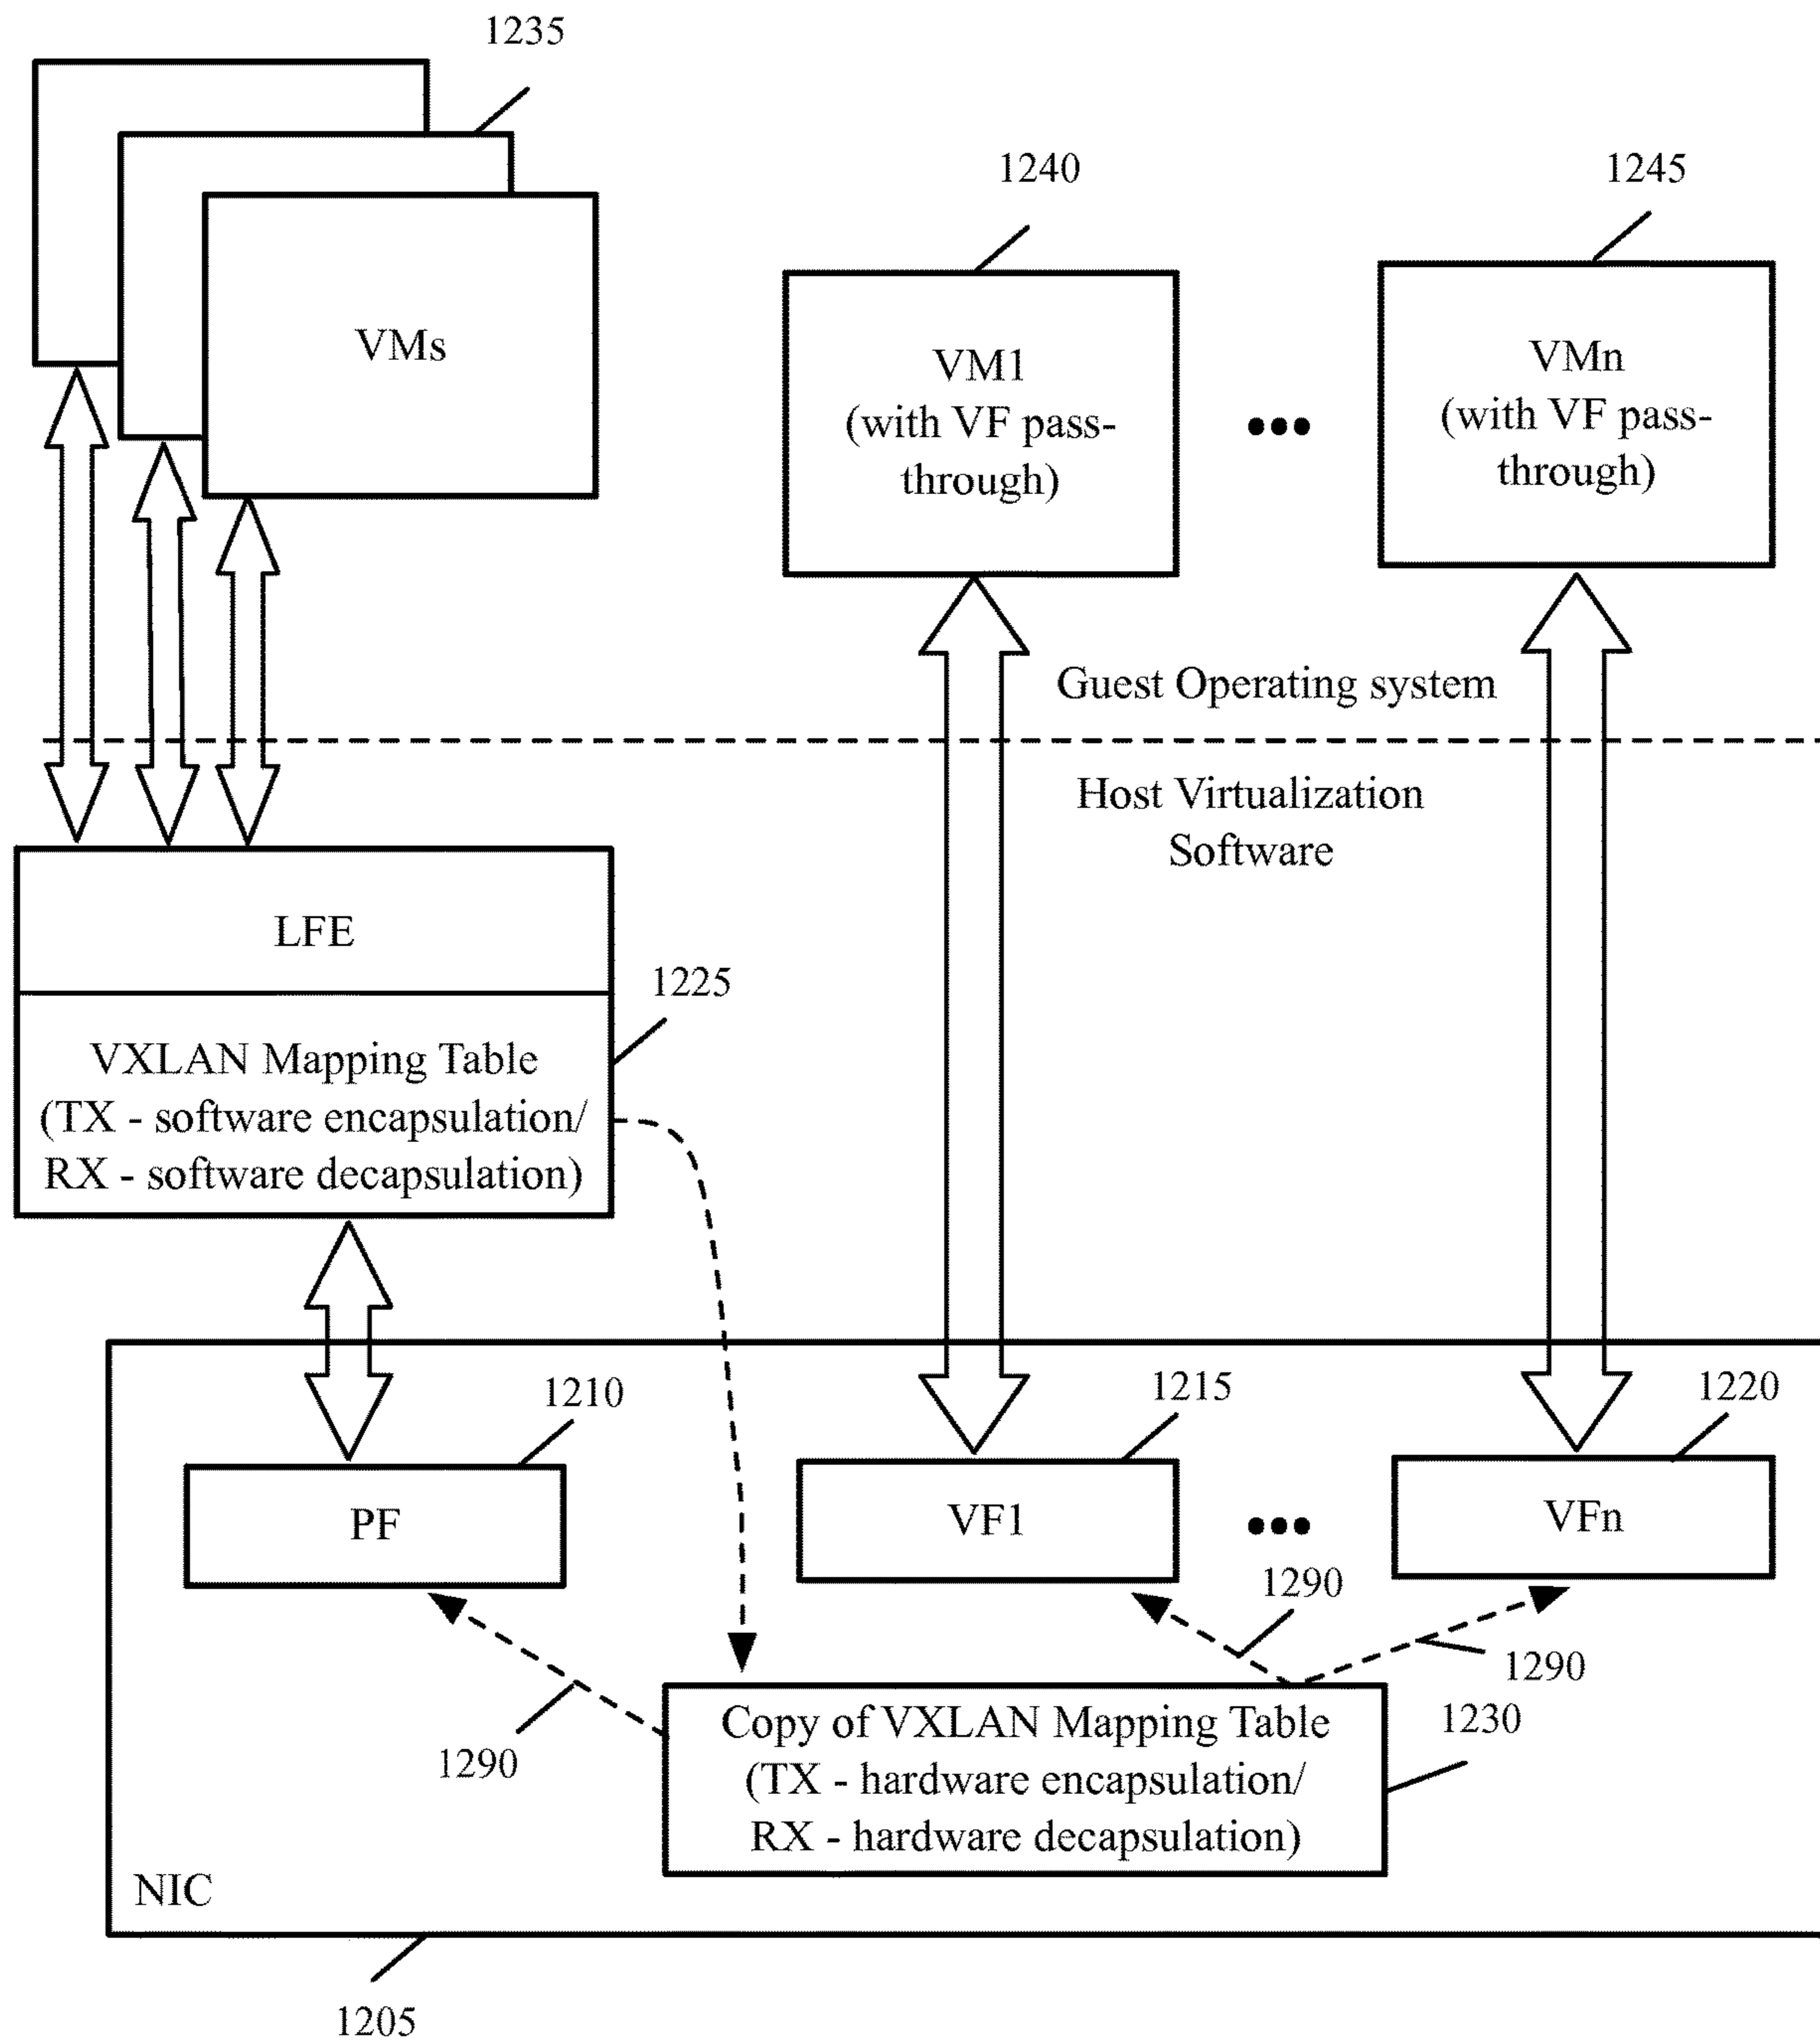 1235
1240
1245
VMs
VM1
(with VF pass-
through)
VMn
(with VF pass-
through)
Guest Operating system
Host Virtualization
Software
LFE
1225
VXLAN Mapping Table
(TX - software encapsulation/
RX - software decapsulation)
1210
1215
1220
PF
VF1
VFn
1290
1290
1290
1230
Copy of VXLAN Mapping Table
(TX - hardware encapsulation/
RX - hardware decapsulation)
NIC
1205